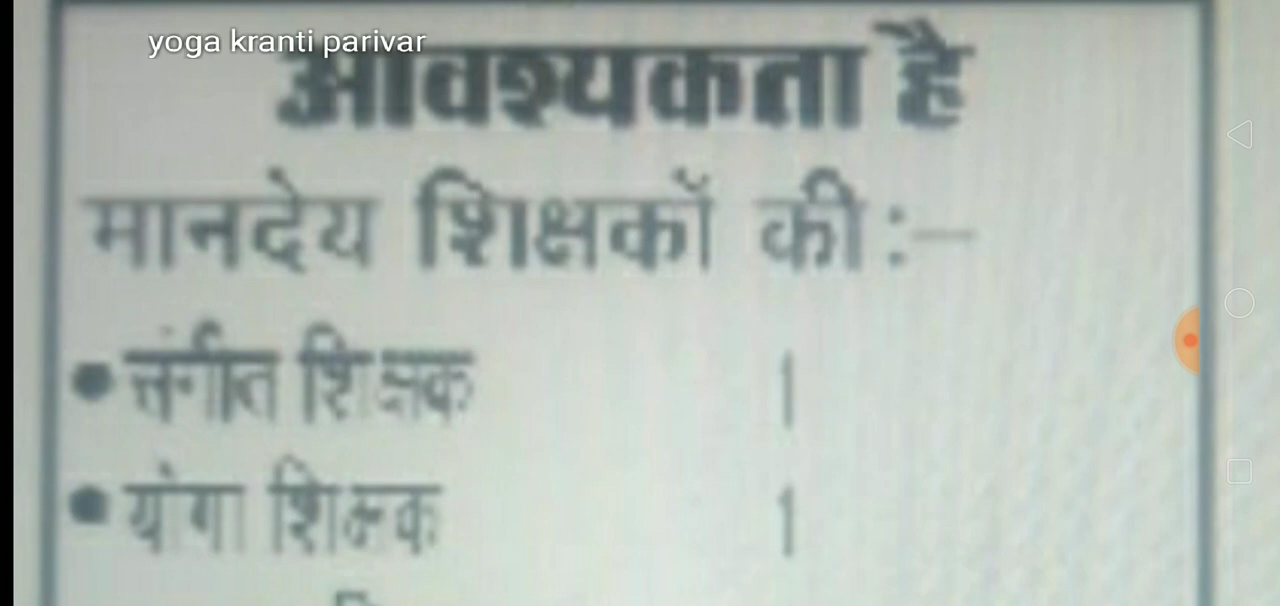 yoga kranti parivar
आवश्यकता है
मानदेय शिक्षकों की :—
• संगीत शिक्षक 1
• योगा शिक्षक 1